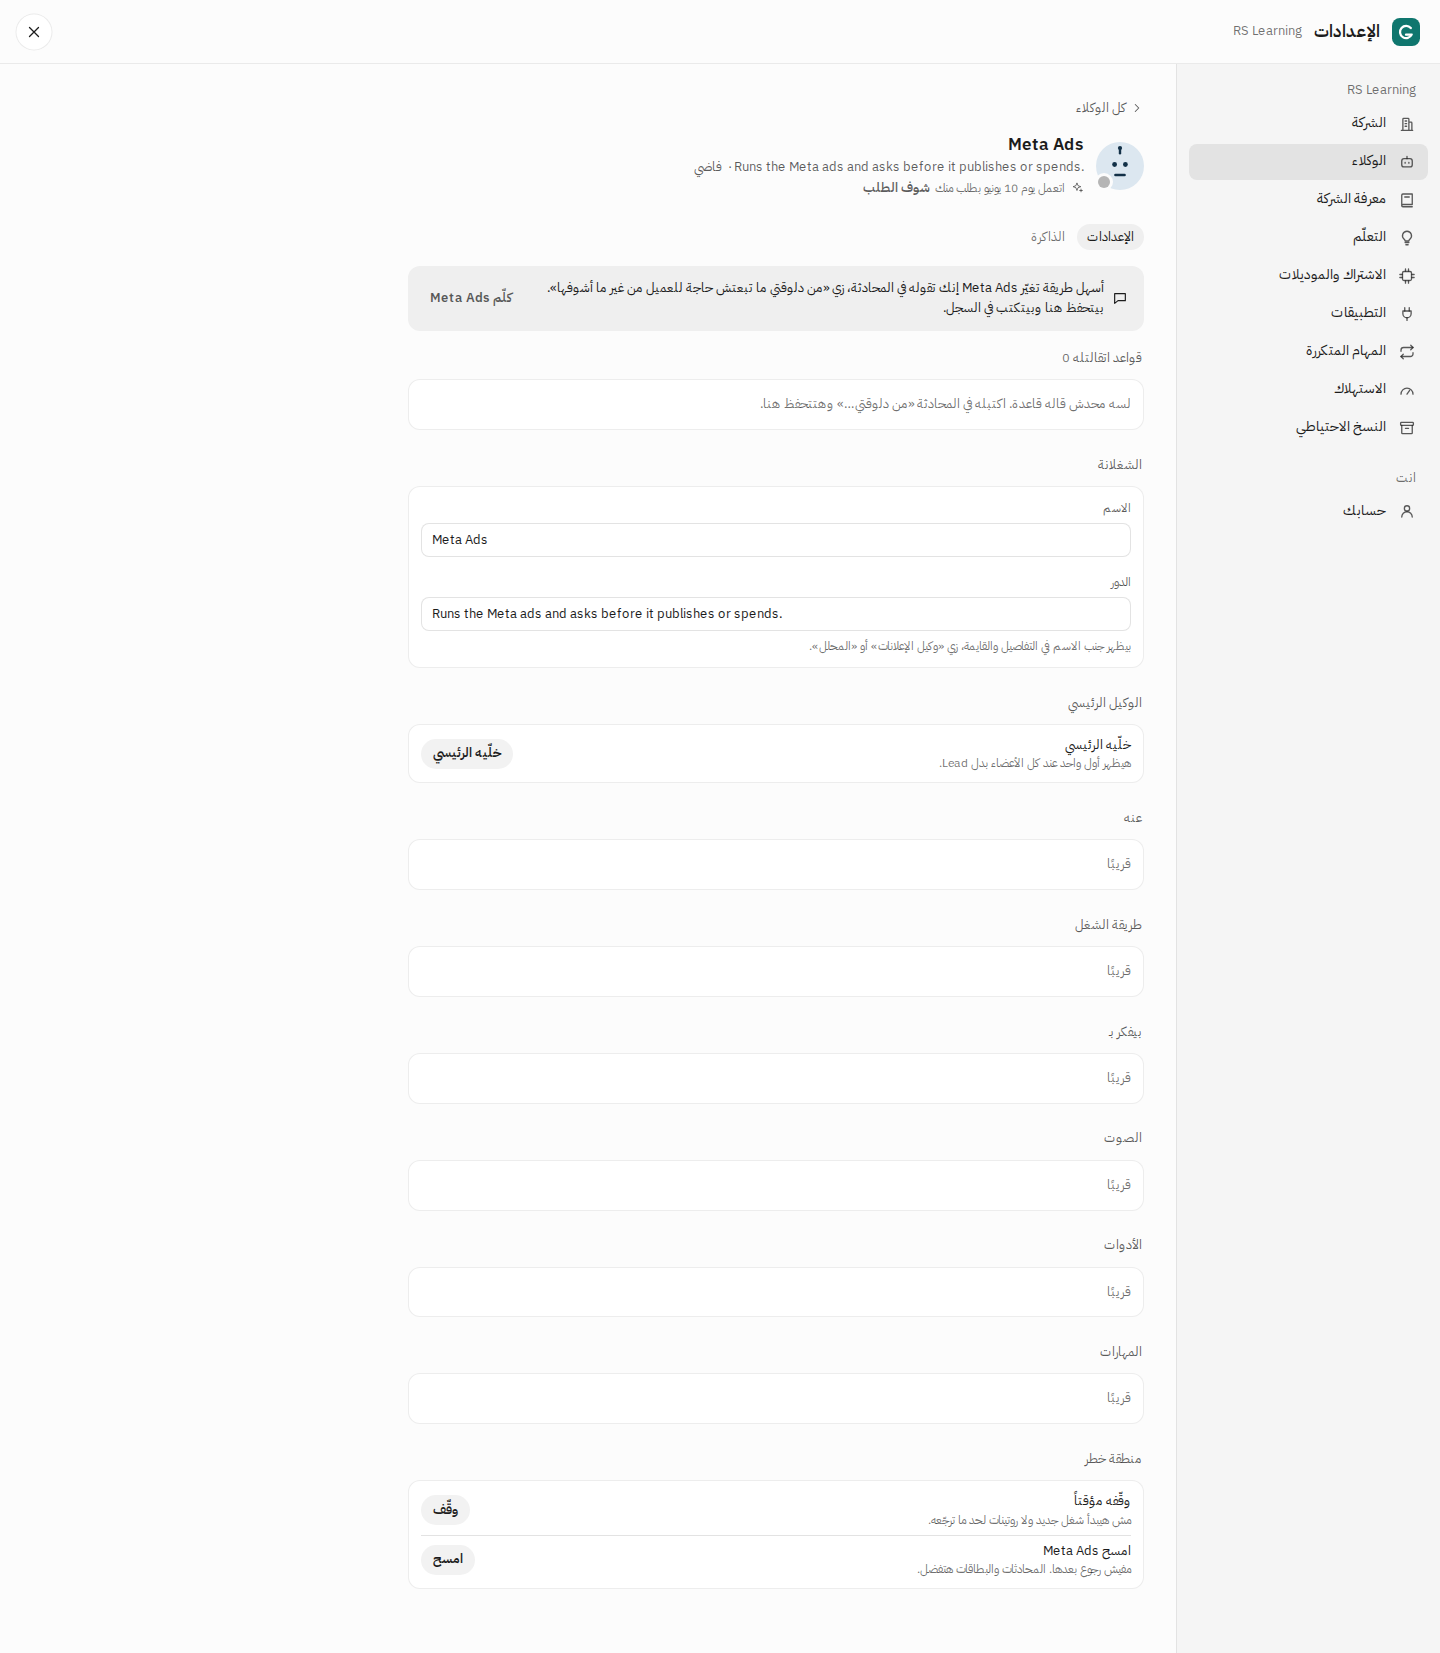 الإعدادات RS Learning
RS Learning
الشركة
الوكلاء
معرفة الشركة
التعلّم
الاشتراك والموديلات
التطبيقات
المهام المتكررة
الاستهلاك
النسخ الاحتياطي
انت
حسابك
كل الوكلاء
Meta Ads
Runs the Meta ads and asks before it publishes or spends. · فاضي
اتعمل يوم 10 يونيو بطلب منك شوف الطلب
الإعدادات الذاكرة
أسهل طريقة تغيّر Meta Ads إنك تقوله في المحادثة، زي «من دلوقتي ما تبعتش حاجة للعميل من غير ما أشوفها».
بيتحفظ هنا وبيتكتب في السجل.
كلّم Meta Ads
قواعد اتقالتله 0
لسه محدش قاله قاعدة. اكتبله في المحادثة «من دلوقتي…» وهتتحفظ هنا.
الشغلانة
الاسم
Meta Ads
الدور
Runs the Meta ads and asks before it publishes or spends.
بيظهر جنب الاسم في التفاصيل والقايمة، زي «وكيل الإعلانات» أو «المحلل».
الوكيل الرئيسي
خلّيه الرئيسي
هيظهر أول واحد عند كل الأعضاء بدل Lead.
خلّيه الرئيسي
عنه
قريبًا
طريقة الشغل
قريبًا
بيفكر بـ
قريبًا
الصوت
قريبًا
الأدوات
قريبًا
المهارات
قريبًا
منطقة خطر
وقّفه مؤقتاً
مش هيبدأ شغل جديد ولا روتينات لحد ما ترجّعه.
وقّف
امسح Meta Ads
مفيش رجوع بعدها. المحادثات والبطاقات هتفضل.
امسح